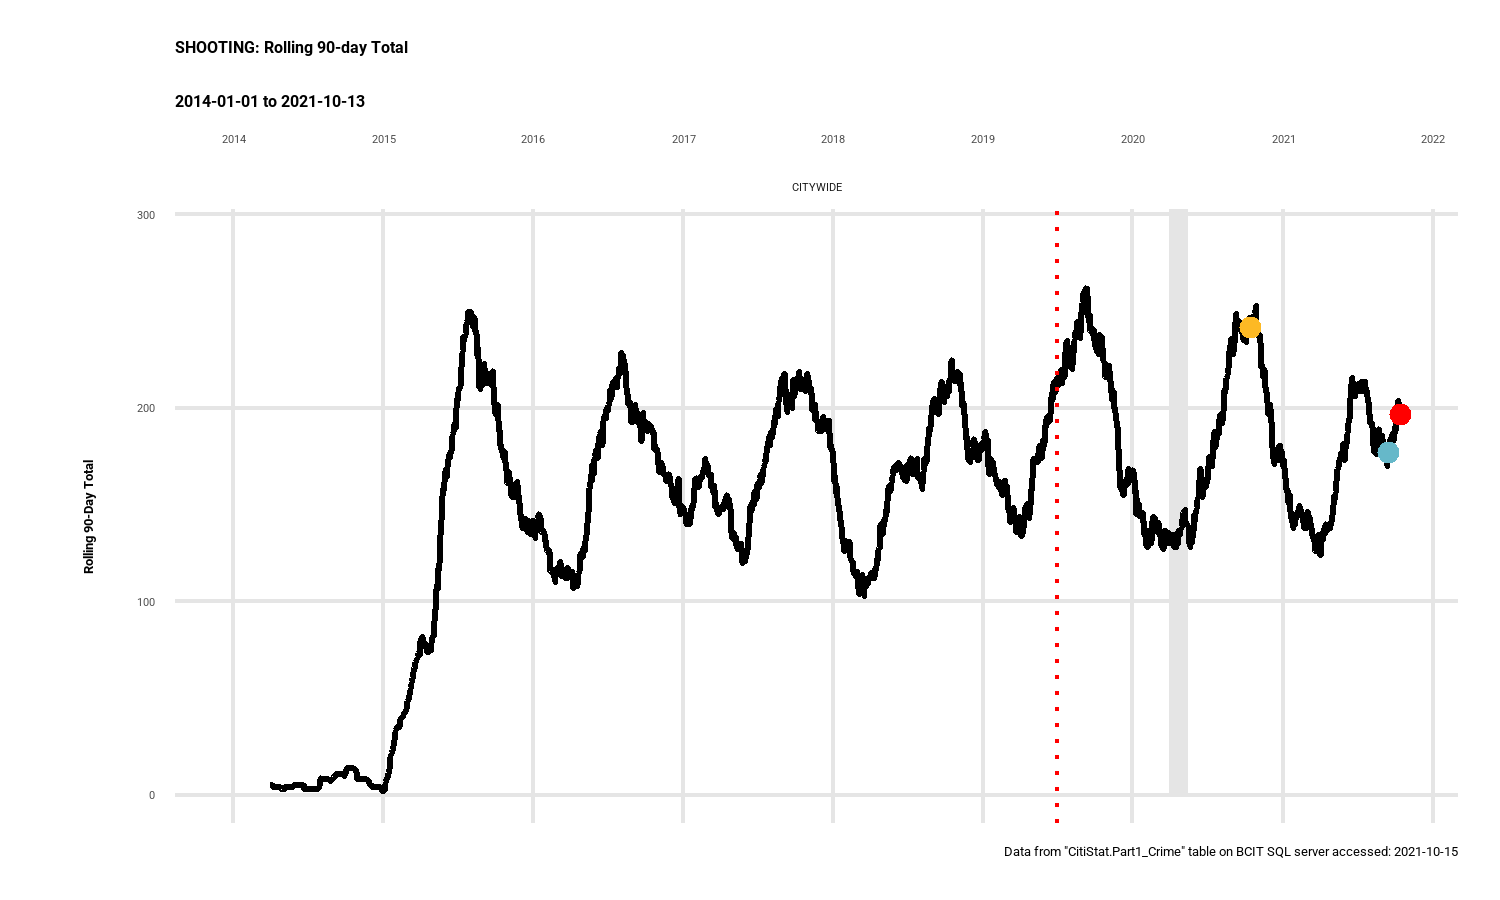 SHOOTING: Rolling 90-day Total
2014-01-01 to 2021-10-13
2014 2015 2016 2017 2018 2019 2020 2021 2022
CITYWIDE
300
200
100
0
Rolling 90-Day Total
Data from "CitiStat.Part1_Crime" table on BCIT SQL server accessed: 2021-10-15